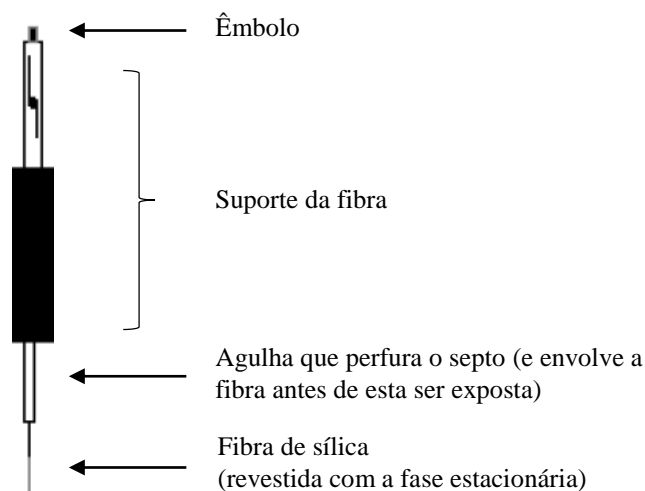 Êmbolo
Suporte da fibra
Agulha que perfura o septo (e envolve a
fibra antes de esta ser exposta)
Fibra de sílica
(revestida com a fase estacionária)